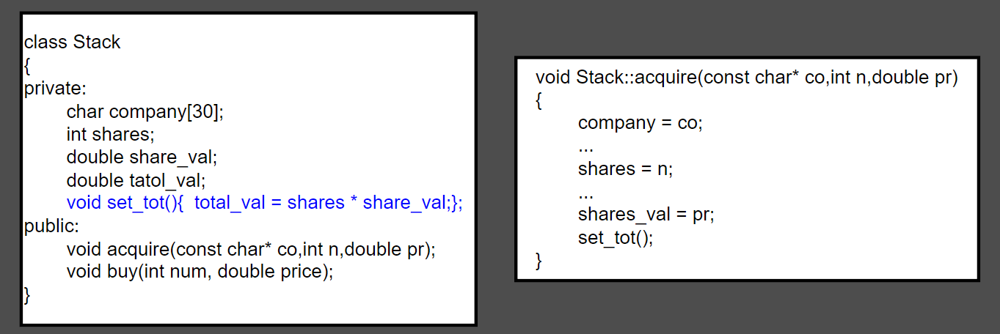 class Stack
{
private:
char company[30];
int shares;
double share_val;
double tatol_val;
void set_tot(){  total_val = shares * share_val;};
public:
void acquire(const char* co,int n,double pr);
void buy(int num, double price);
}
void Stack::acquire(const char* co,int n,double pr)
{
company = co;
...
shares = n;
...
shares_val = pr;
set_tot();
}